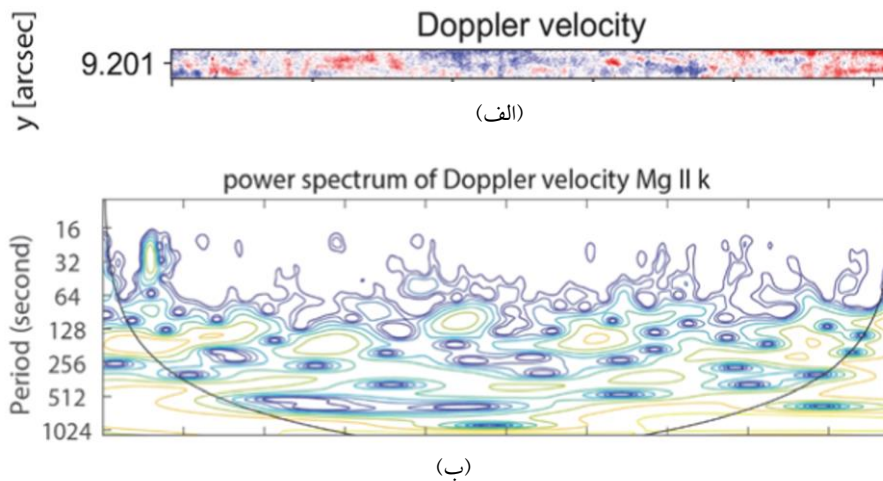 Doppler velocity
y [arcsec]
9.201
(الف)
power spectrum of Doppler velocity Mg II k
Period (second)
16
32
64
128
256
512
1024
(ب)